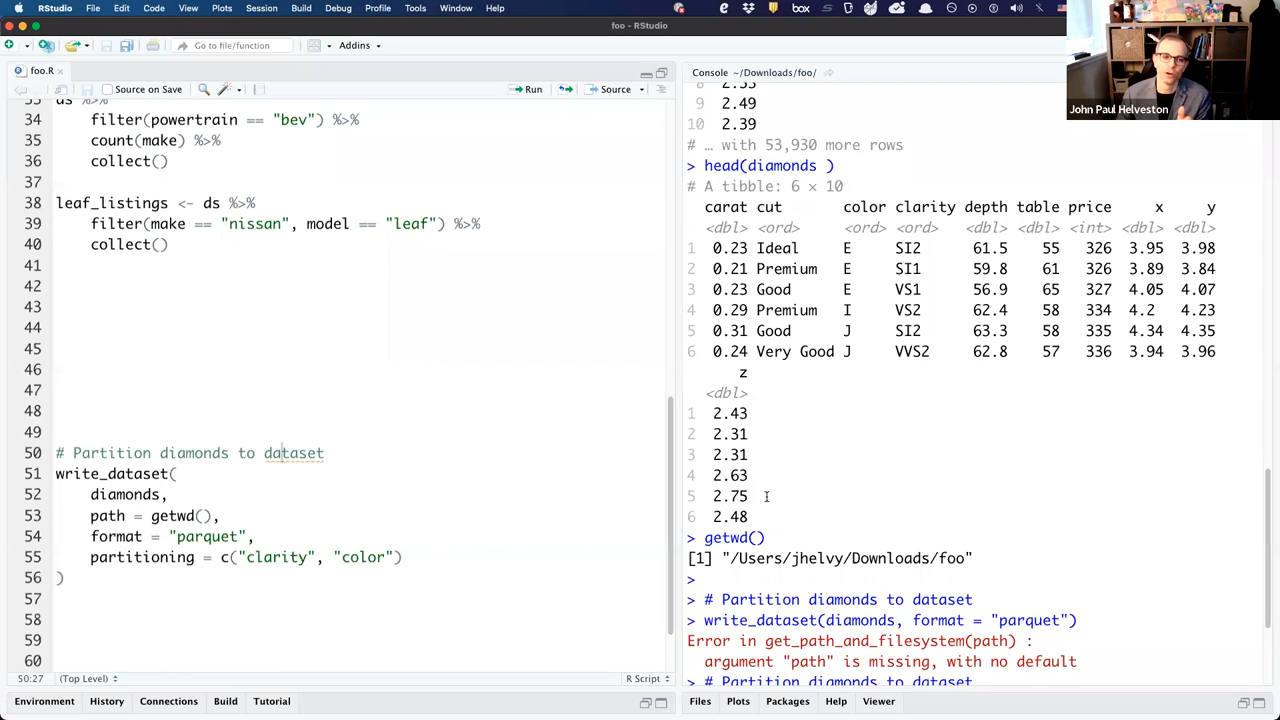 Edit
Code
View
Plots
Session
Build
Debug
Profile
Tools
Helveston
Window
Help
box
foo - RStudio
Go to file/function
Addins
foo.R
Source on Save
Run
Source
ds %>%
34 filter(powertrain == "bev") %>%
35 count(make) %>%
36 collect()
37
38 leaf_listings <- ds %>%
39 filter(make == "nissan", model == "leaf") %>%
40 collect()
41
42
43
44
45
46
47
48
49
50 # Partition diamonds to dataset
51 write_dataset(
52 diamonds,
53 path = getwd(),
54 format = "parquet",
55 partitioning = c("clarity", "color")
56 )
57
58
59
60
50:27 (Top Level) R Script
Environment History Connections Build Tutorial
Console ~/Downloads/foo/
8 2.53
9 2.49
10 2.39
# … with 53,930 more rows
> head(diamonds )
# A tibble: 6 × 10
carat cut color clarity depth table price x y
<dbl> <ord> <ord> <ord> <dbl> <dbl> <int> <dbl> <dbl>
1 0.23 Ideal E SI2 61.5 55 326 3.95 3.98
2 0.21 Premium E SI1 59.8 61 326 3.89 3.84
3 0.23 Good E VS1 56.9 65 327 4.05 4.07
4 0.29 Premium I VS2 62.4 58 334 4.2 4.23
5 0.31 Good J SI2 63.3 58 335 4.34 4.35
6 0.24 Very Good J VVS2 62.8 57 336 3.94 3.96
z
<dbl>
1 2.43
2 2.31
3 2.31
4 2.63
5 2.75
6 2.48
> getwd()
[1] "/Users/jhelvy/Downloads/foo"
>
> # Partition diamonds to dataset
> write_dataset(diamonds, format = "parquet")
Error in get_path_and_filesystem(path) :
argument "path" is missing, with no default
> # Partition diamonds to dataset
Files Plots Packages Help Viewer
John Paul Helveston